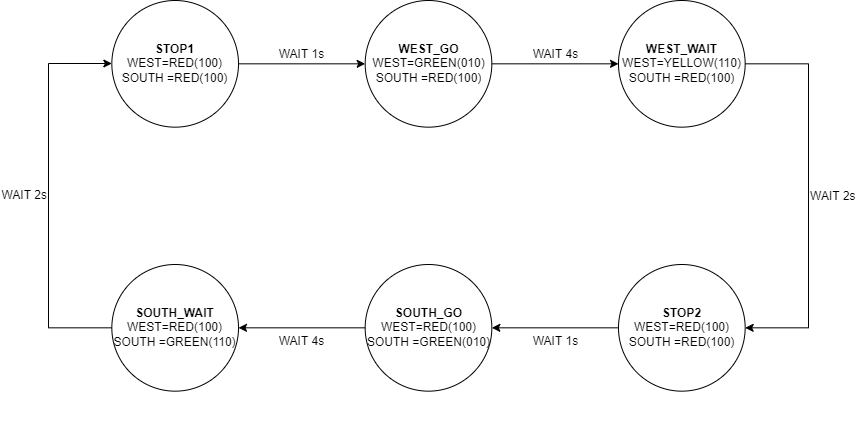 STOP1
WEST=RED(100)
SOUTH =RED(100)
WAIT 1s
WEST_GO
WEST=GREEN(010)
SOUTH =RED(100)
WAIT 4s
WEST_WAIT
WEST=YELLOW(110)
SOUTH =RED(100)
WAIT 2s
WAIT 2s
SOUTH_WAIT
WEST=RED(100)
SOUTH =GREEN(110)
WAIT 4s
SOUTH_GO
WEST=RED(100)
SOUTH =GREEN(010)
WAIT 1s
STOP2
WEST=RED(100)
SOUTH =RED(100)